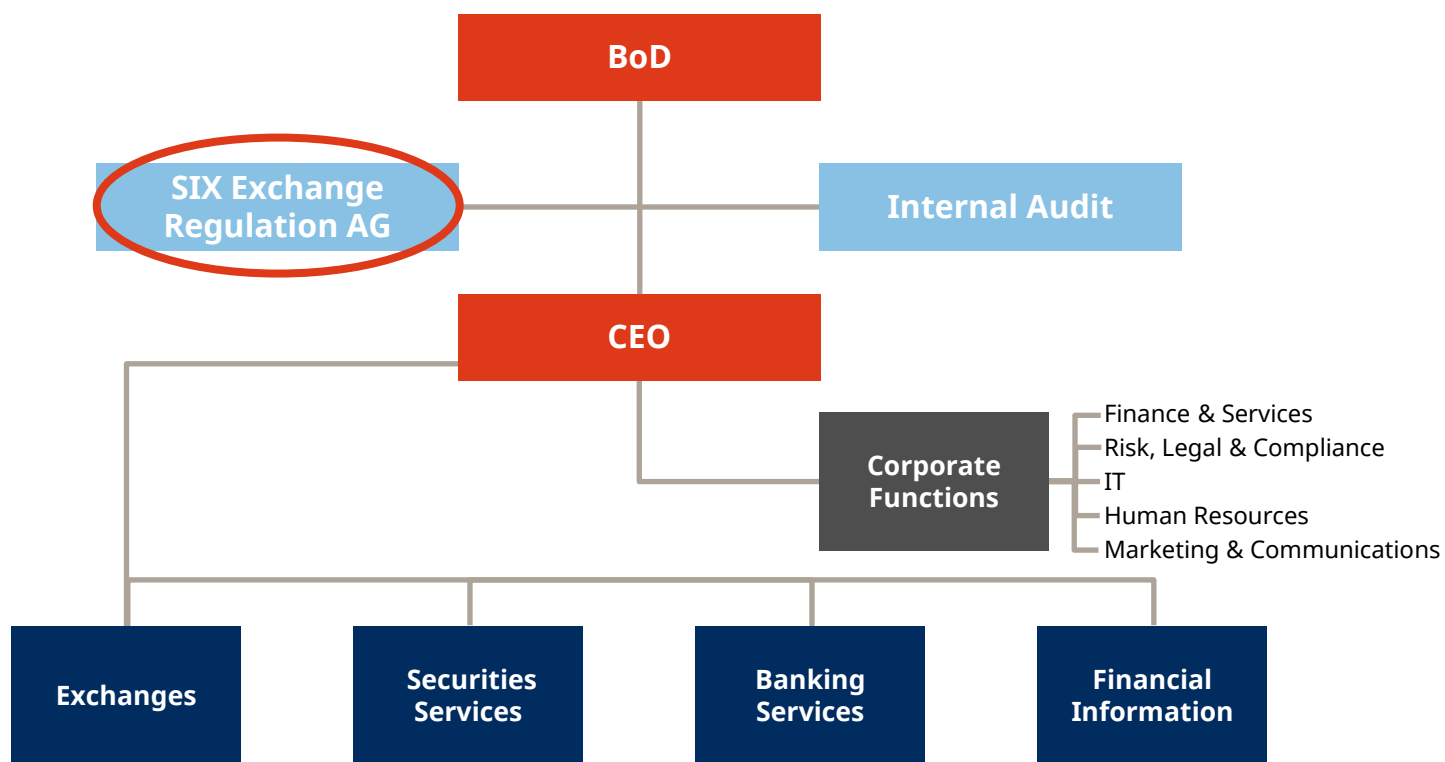 BoD
SIX Exchange
Regulation AG
Internal Audit
CEO
Corporate
Functions
Finance & Services
Risk, Legal & Compliance
IT
Human Resources
Marketing & Communications
Exchanges
Securities
Services
Banking
Services
Financial
Information